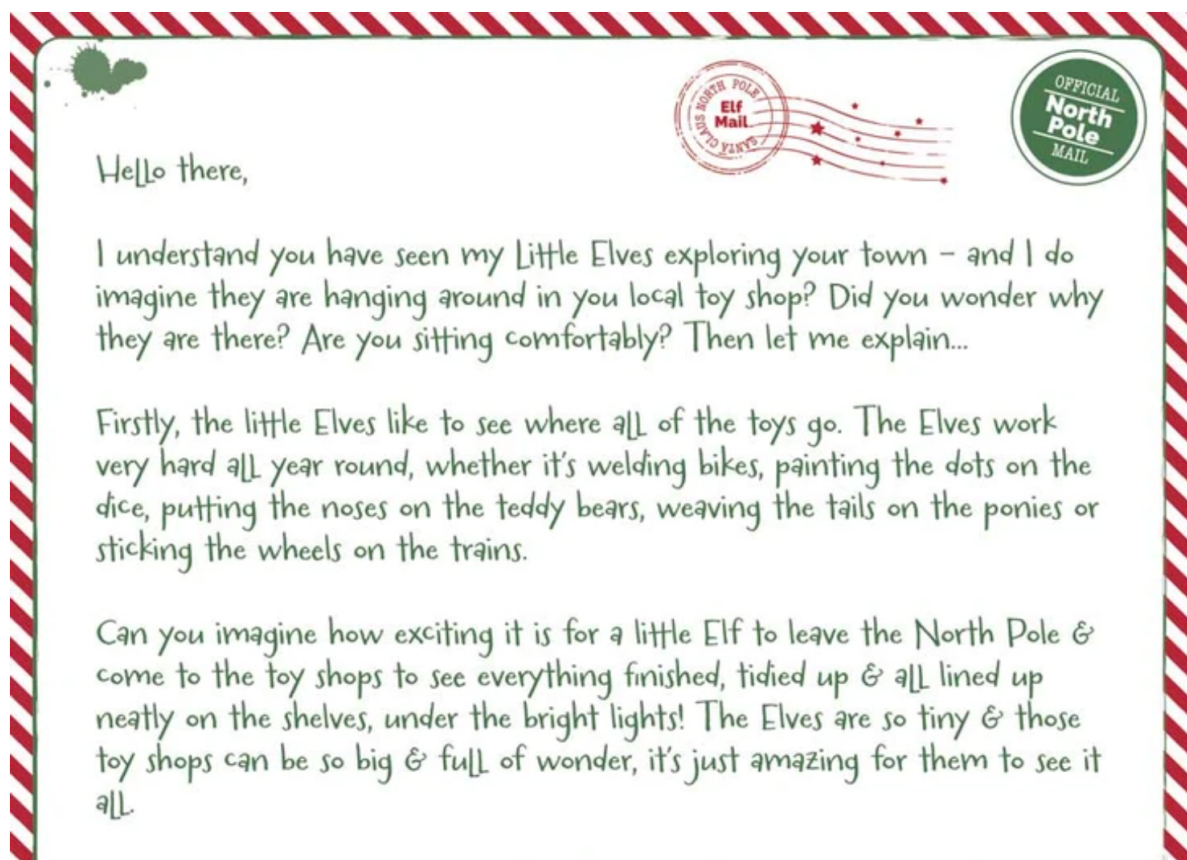 SANTA CLAUS NORTH POLE
Elf
Mail
OFFICIAL
North
Pole
MAIL
Hello there,
I understand you have seen my Little Elves exploring your town – and I do
imagine they are hanging around in you local toy shop? Did you wonder why
they are there? Are you sitting comfortably? Then let me explain...
Firstly, the little Elves like to see where all of the toys go. The Elves work
very hard all year round, whether it's welding bikes, painting the dots on the
dice, putting the noses on the teddy bears, weaving the tails on the ponies or
sticking the wheels on the trains.
Can you imagine how exciting it is for a little Elf to leave the North Pole &
come to the toy shops to see everything finished, tidied up & all lined up
neatly on the shelves, under the bright lights! The Elves are so tiny & those
toy shops can be so big & full of wonder, it's just amazing for them to see it
all.